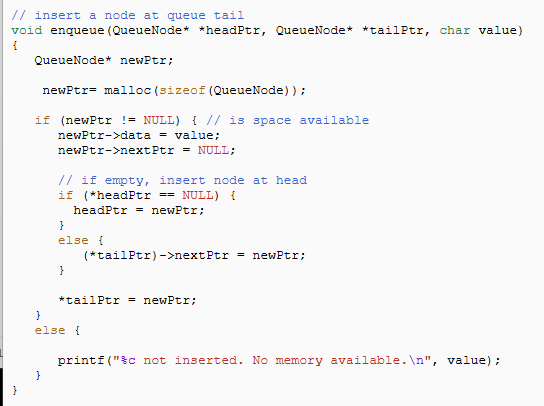 // insert a node at queue tail
void enqueue(QueueNode* *headPtr, QueueNode* *tailPtr, char value)
{
QueueNode* newPtr;
newPtr= malloc(sizeof(QueueNode));
if (newPtr != NULL) { // is space available
newPtr->data = value;
newPtr->nextPtr = NULL;
// if empty, insert node at head
if (*headPtr == NULL) {
headPtr = newPtr;
}
else {
(*tailPtr)->nextPtr = newPtr;
}
*tailPtr = newPtr;
}
else {
printf("%c not inserted. No memory available.\n", value);
}
}